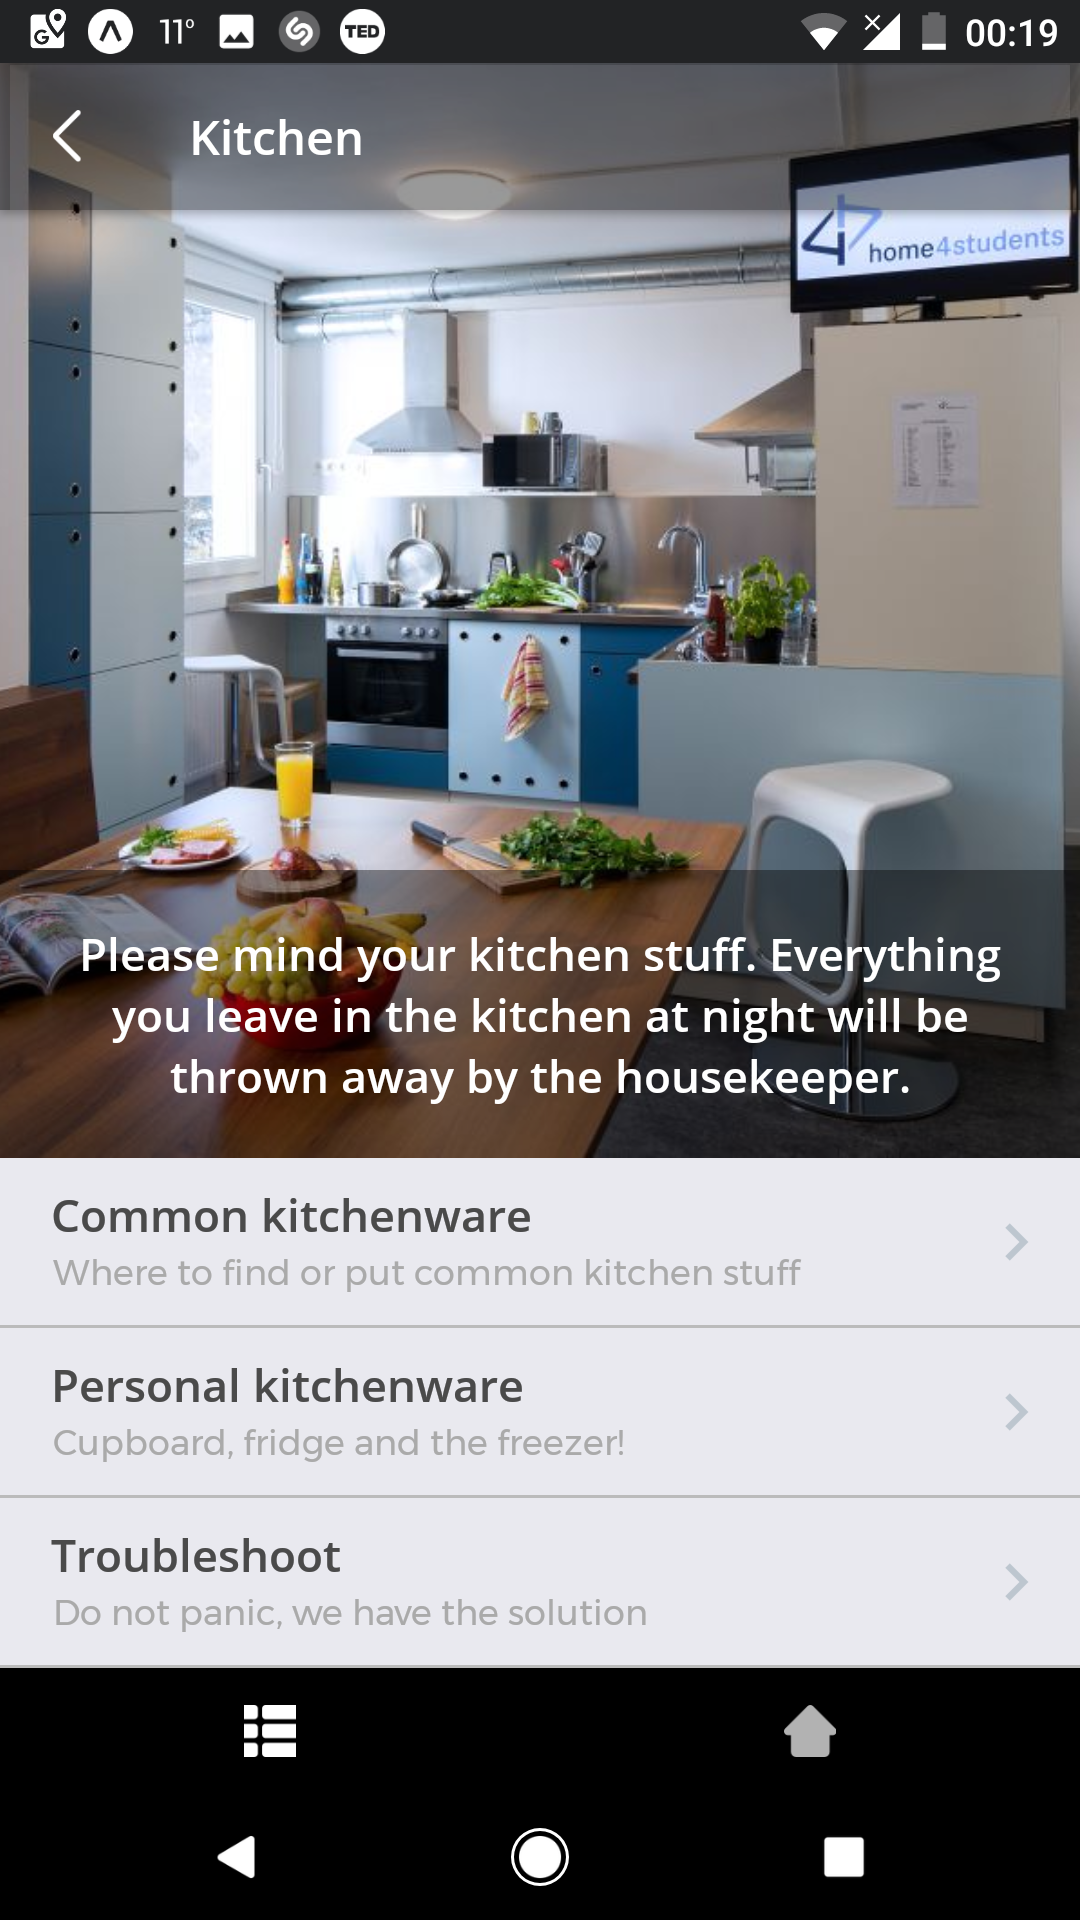 11° TED 00:19
Kitchen
home4students
Please mind your kitchen stuff. Everything
you leave in the kitchen at night will be
thrown away by the housekeeper.
Common kitchenware
Where to find or put common kitchen stuff
Personal kitchenware
Cupboard, fridge and the freezer!
Troubleshoot
Do not panic, we have the solution